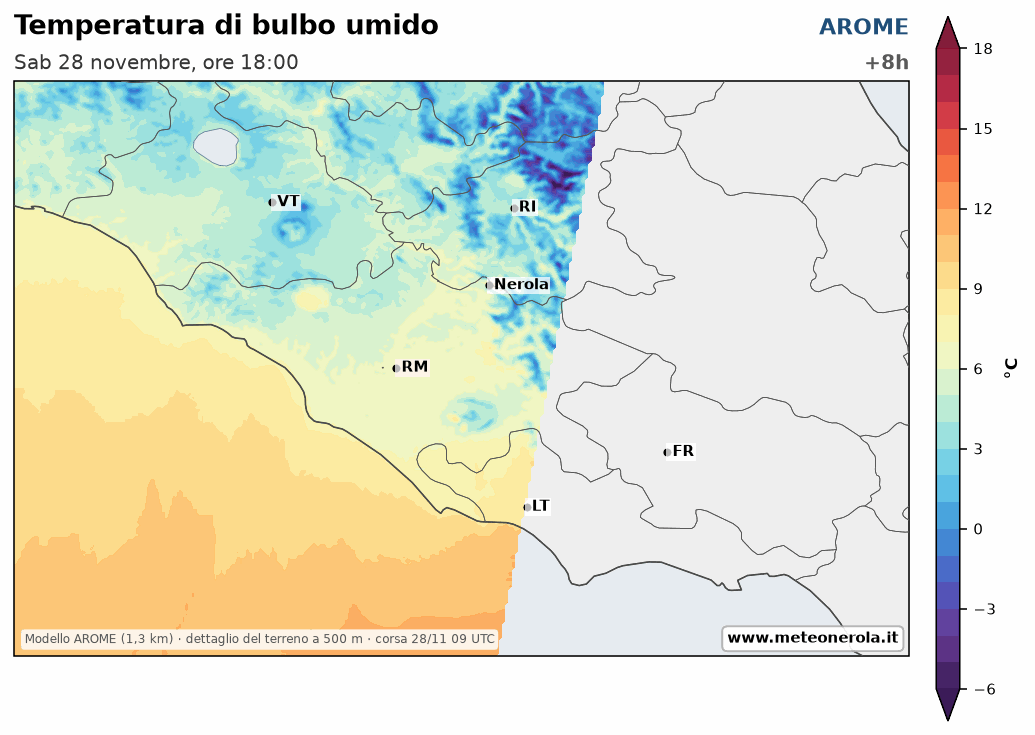 Temperatura di bulbo umido
AROME
Sab 28 novembre, ore 18:00
+8h
VT
RI
Nerola
RM
FR
LT
Modello AROME (1,3 km) · dettaglio del terreno a 500 m · corsa 28/11 09 UTC
www.meteonerola.it
18
15
12
9
6
3
0
−3
−6
°C